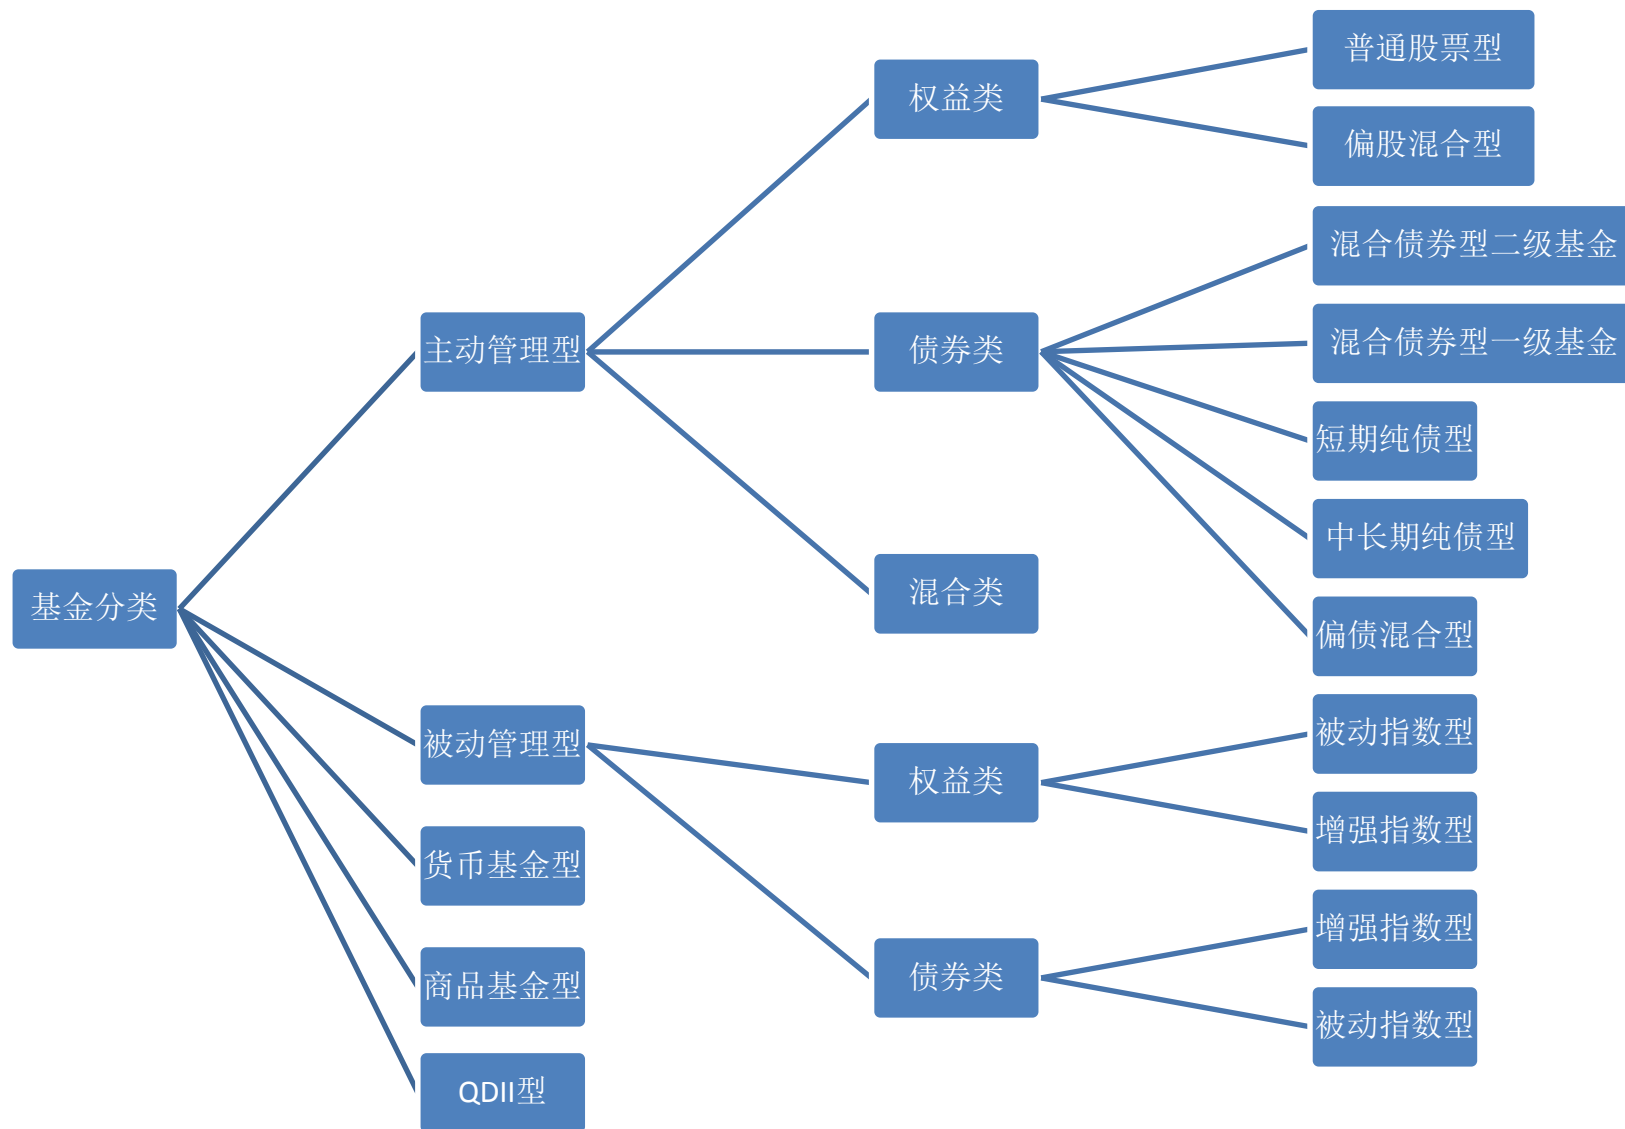 基金分类
主动管理型
权益类
普通股票型
偏股混合型
债券类
混合债券型二级基金
混合债券型一级基金
短期纯债型
中长期纯债型
偏债混合型
混合类
被动管理型
权益类
被动指数型
增强指数型
债券类
增强指数型
被动指数型
货币基金型
商品基金型
QDII型